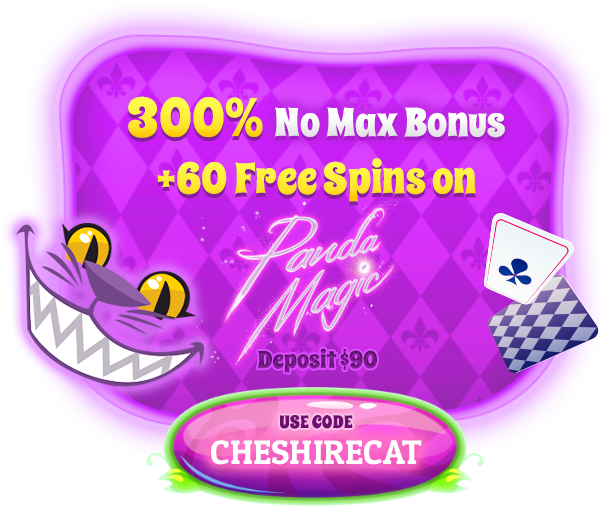 300% No Max Bonus
+60 Free Spins on
Panda
Magic
Deposit $90
USE CODE
CHESHIRECAT